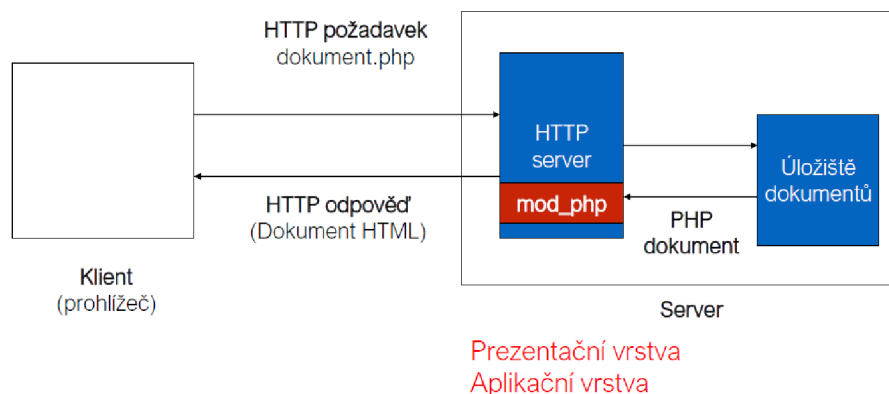 HTTP požadavek
dokument.php
HTTP
server
Úložiště
dokumentů
mod_php
HTTP odpověď
(Dokument HTML)
PHP
dokument
Klient
(prohlížeč)
Server
Prezentační vrstva
Aplikační vrstva